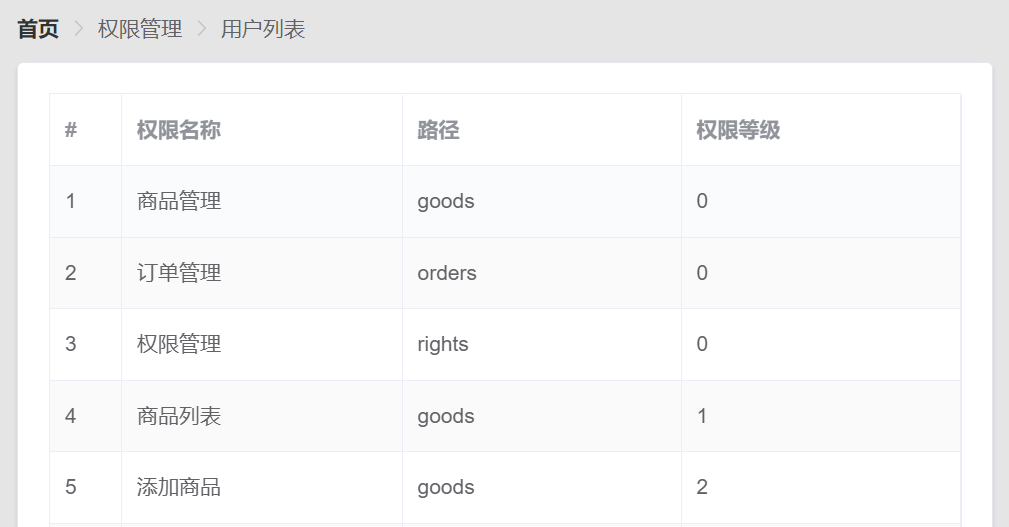 首页 > 权限管理 > 用户列表
# 权限名称 路径 权限等级
1 商品管理 goods 0
2 订单管理 orders 0
3 权限管理 rights 0
4 商品列表 goods 1
5 添加商品 goods 2